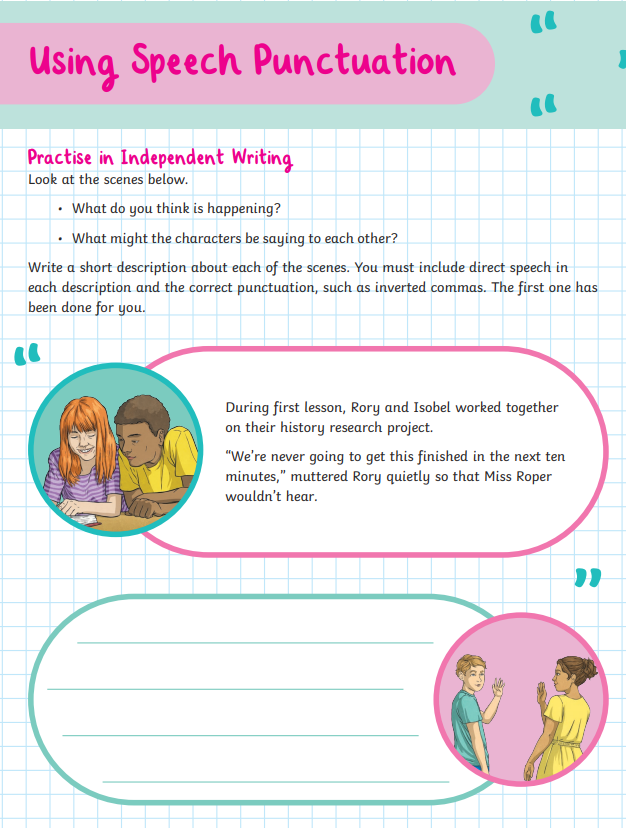 Using Speech Punctuation
Practise in Independent Writing
Look at the scenes below.
• What do you think is happening?
• What might the characters be saying to each other?
Write a short description about each of the scenes. You must include direct speech in
each description and the correct punctuation, such as inverted commas. The first one has
been done for you.
During first lesson, Rory and Isobel worked together
on their history research project.
“We’re never going to get this finished in the next ten
minutes,” muttered Rory quietly so that Miss Roper
wouldn’t hear.